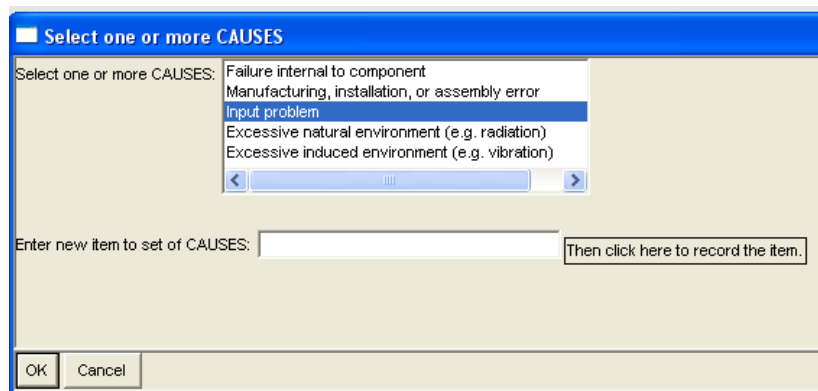 Select one or more CAUSES
Select one or more CAUSES:
Failure internal to component
Manufacturing, installation, or assembly error
Input problem
Excessive natural environment (e.g. radiation)
Excessive induced environment (e.g. vibration)
Enter new item to set of CAUSES:
Then click here to record the item.
OK Cancel